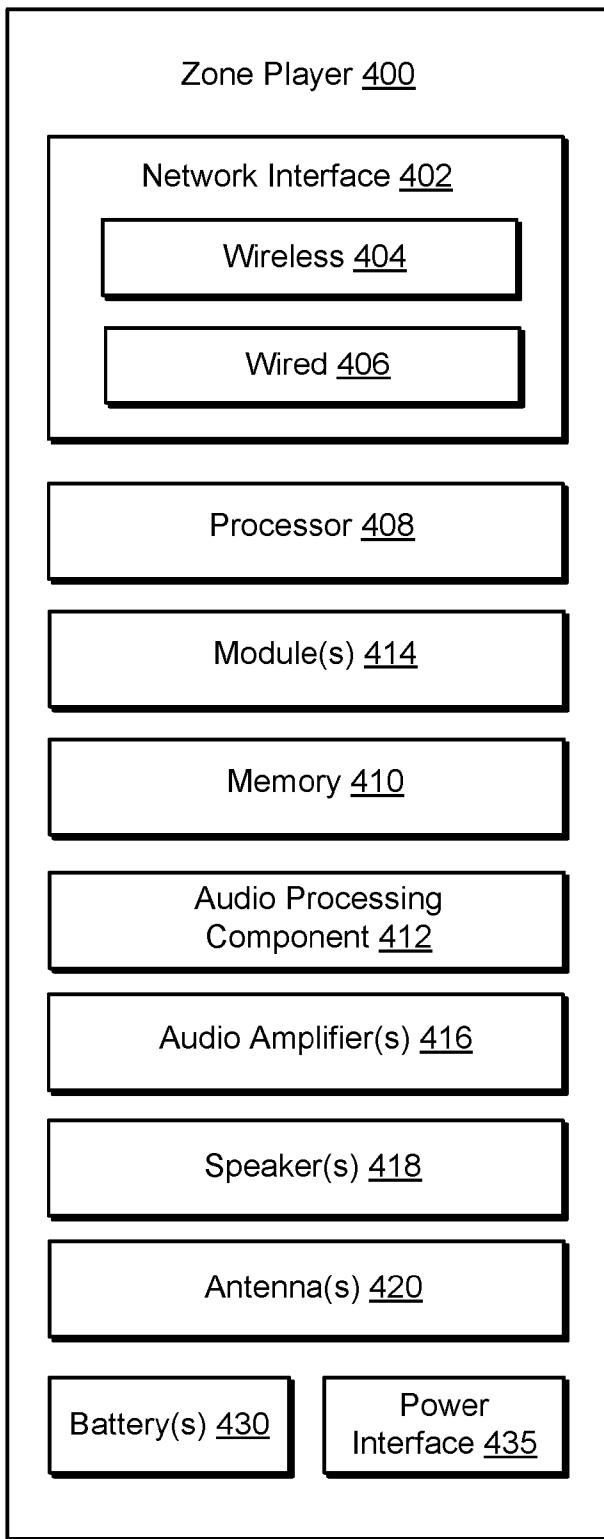 Zone Player 400
Network Interface 402
Wireless 404
Wired 406
Processor 408
Module(s) 414
Memory 410
Audio Processing
Component 412
Audio Amplifier(s) 416
Speaker(s) 418
Antenna(s) 420
Battery(s) 430
Power
Interface 435